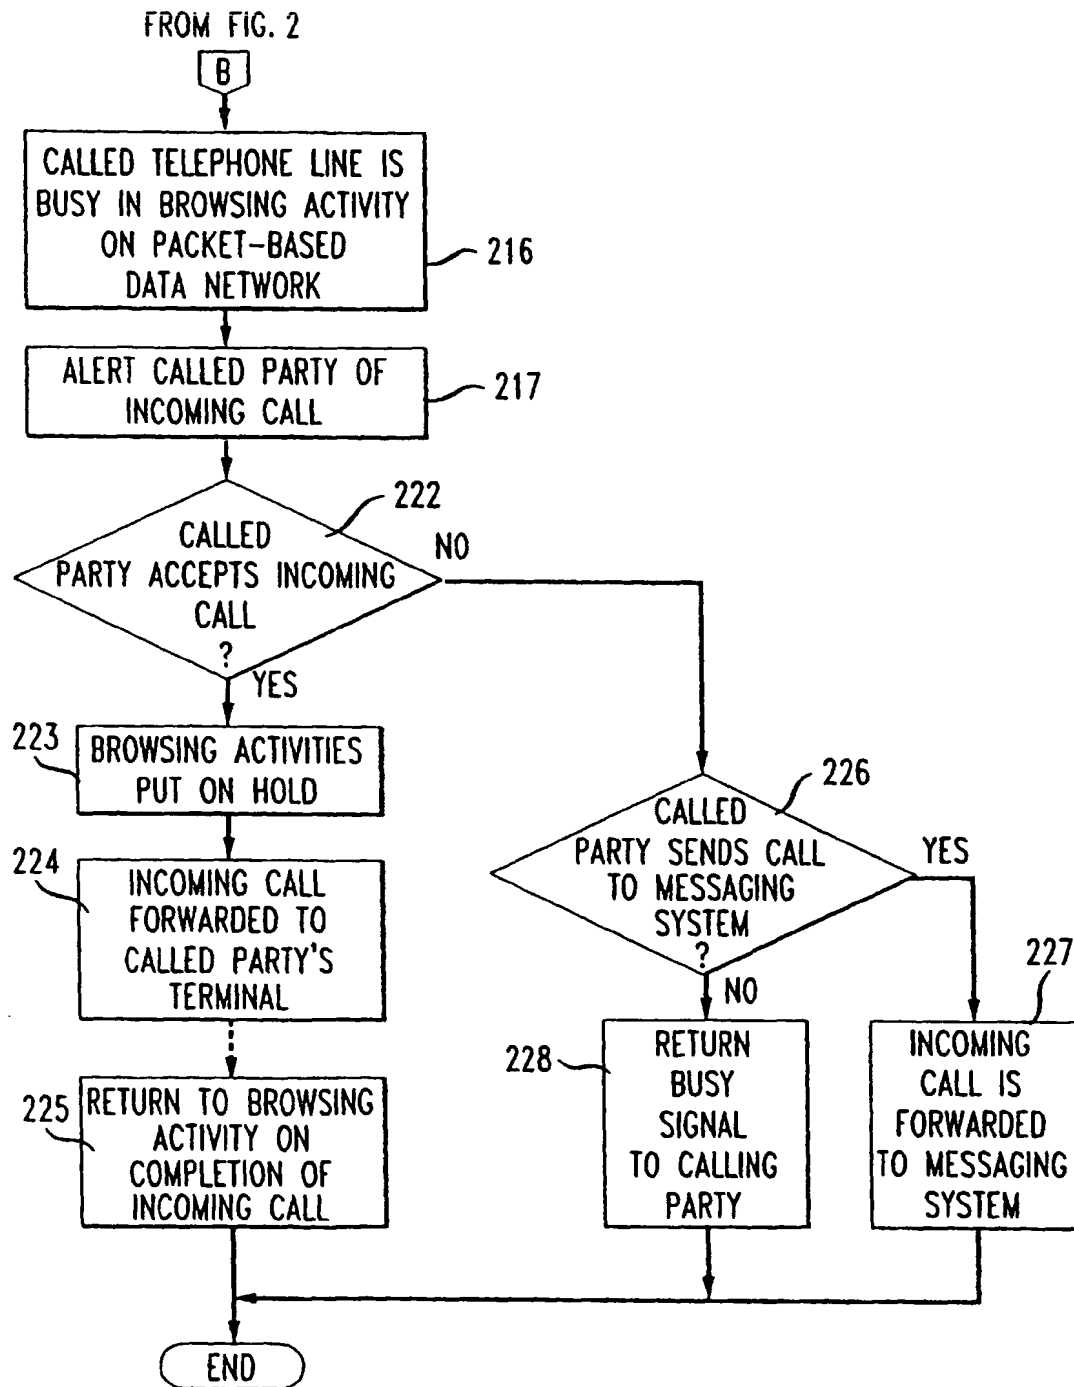 FROM FIG. 2
B
CALLED TELEPHONE LINE IS
BUSY IN BROWSING ACTIVITY
ON PACKET-BASED
DATA NETWORK
216
ALERT CALLED PARTY OF
INCOMING CALL
217
222
CALLED
PARTY ACCEPTS INCOMING
CALL
?
NO
YES
223
BROWSING ACTIVITIES
PUT ON HOLD
224
INCOMING CALL
FORWARDED TO
CALLED PARTY'S
TERMINAL
225
RETURN TO BROWSING
ACTIVITY ON
COMPLETION OF
INCOMING CALL
226
CALLED
PARTY SENDS CALL
TO MESSAGING
SYSTEM
?
YES
NO
227
228
RETURN
BUSY
SIGNAL
TO CALLING
PARTY
INCOMING
CALL IS
FORWARDED
TO MESSAGING
SYSTEM
END